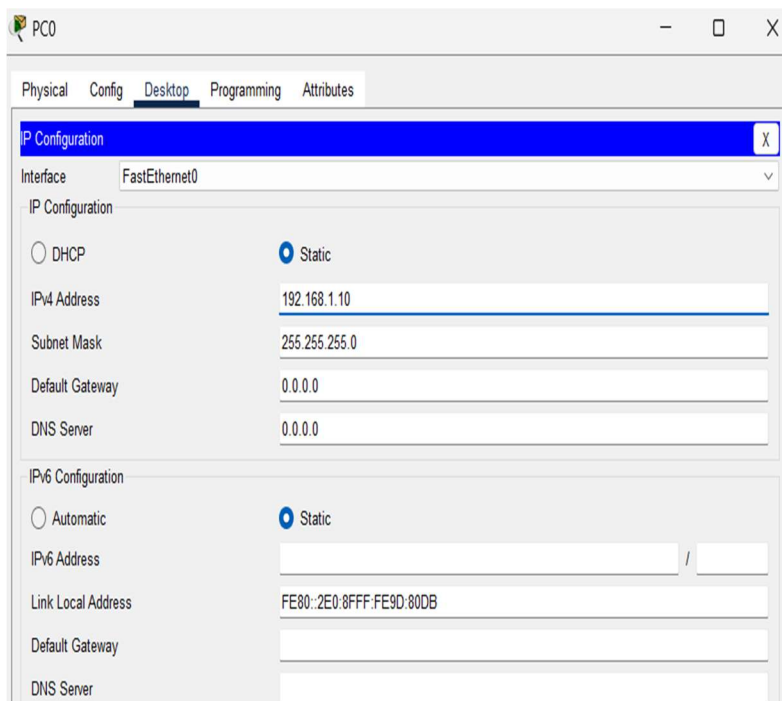 PC0
Physical Config Desktop Programming Attributes
IP Configuration X
Interface FastEthernet0
IP Configuration
DHCP Static
IPv4 Address 192.168.1.10
Subnet Mask 255.255.255.0
Default Gateway 0.0.0.0
DNS Server 0.0.0.0
IPv6 Configuration
Automatic Static
IPv6 Address /
Link Local Address FE80::2E0:8FFF:FE9D:80DB
Default Gateway
DNS Server